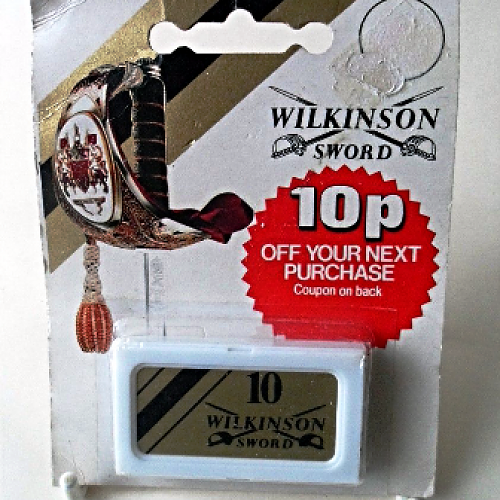 WILKINSON
SWORD
10p
OFF YOUR NEXT
PURCHASE
Coupon on back
10
WILKINSON
SWORD